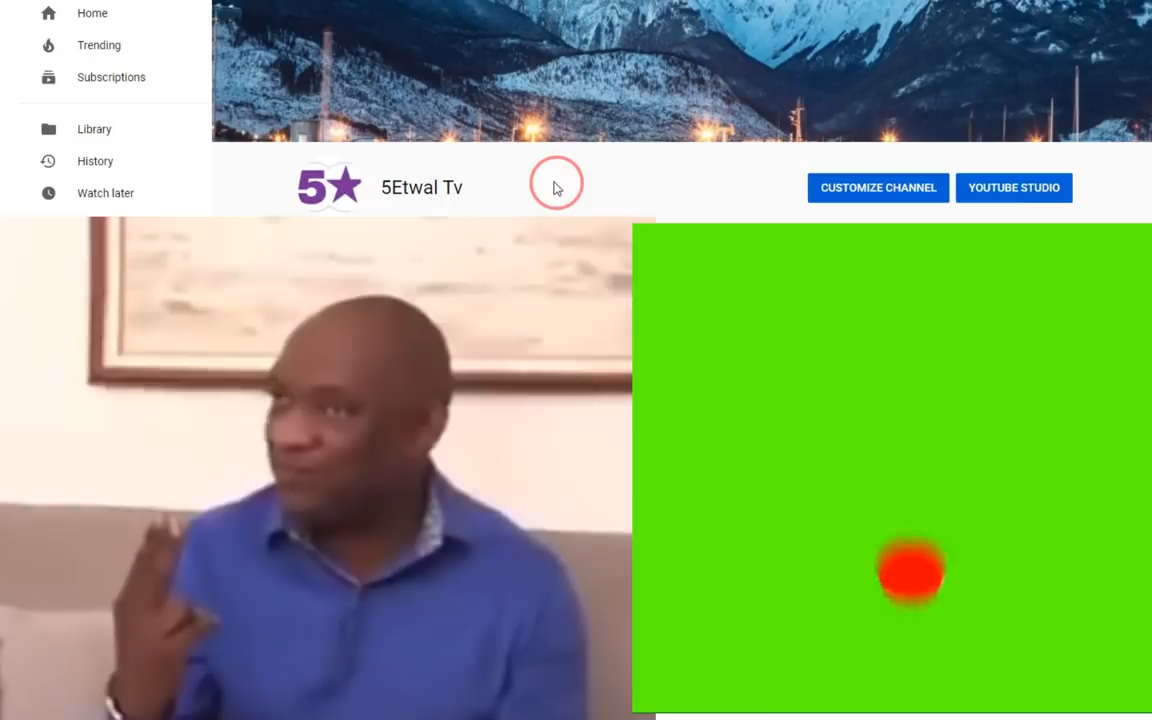 Home
Trending
Subscriptions
Library
History
Watch later
5★
5Etwal Tv
CUSTOMIZE CHANNEL
YOUTUBE STUDIO